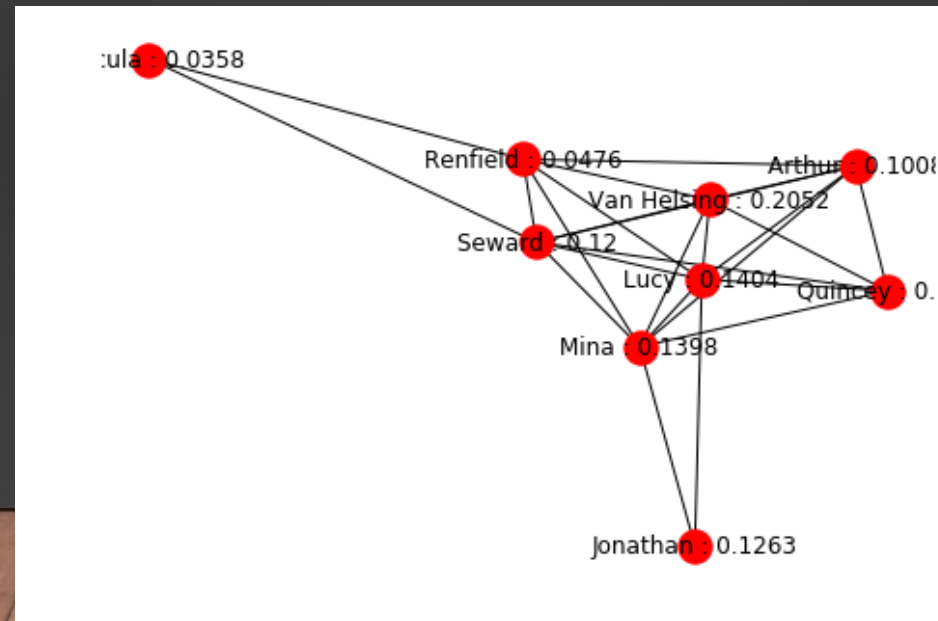 :cula : 0.0358
Renfield : 0.0476
Arthur : 0.1008
Van Helsing : 0.2052
Seward : 0.12
Lucy : 0.1404
Quincey : 0.
Mina : 0.1398
Jonathan : 0.1263